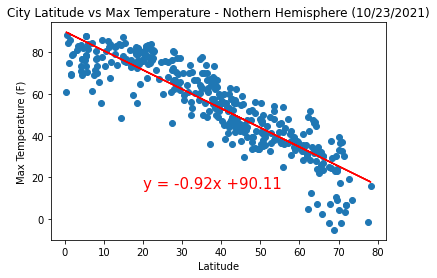 City Latitude vs Max Temperature - Nothern Hemisphere (10/23/2021)
Max Temperature (F)
80
60
40
20
0
y = -0.92x +90.11
0 10 20 30 40 50 60 70 80
Latitude